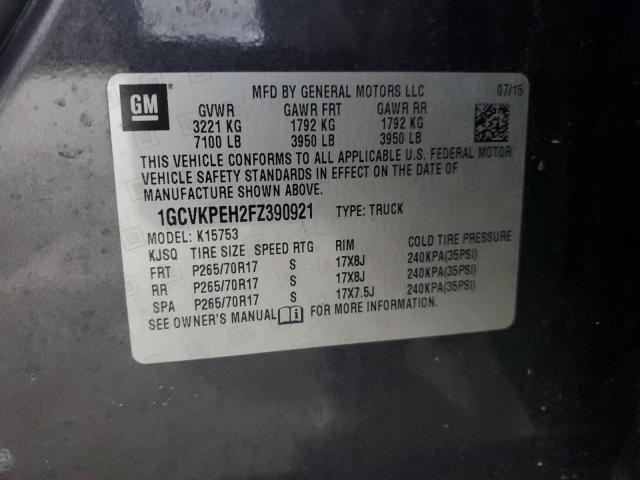 GM MFD BY GENERAL MOTORS LLC 07/15
GVWR GAWR FRT GAWR RR
3221 KG 1792 KG 1792 KG
7100 LB 3950 LB 3950 LB
THIS VEHICLE CONFORMS TO ALL APPLICABLE U.S. FEDERAL MOTOR
VEHICLE SAFETY STANDARDS IN EFFECT ON THE DATE OF
MANUFACTURE SHOWN ABOVE.
1GCVKPEH2FZ390921 TYPE: TRUCK
MODEL: K15753
KJSQ TIRE SIZE SPEED RTG RIM COLD TIRE PRESSURE
FRT P265/70R17 S 17X8J 240KPA(35PSI)
RR P265/70R17 S 17X8J 240KPA(35PSI)
SPA P265/70R17 S 17X7.5J 240KPA(35PSI)
SEE OWNER'S MANUAL FOR MORE INFORMATION.